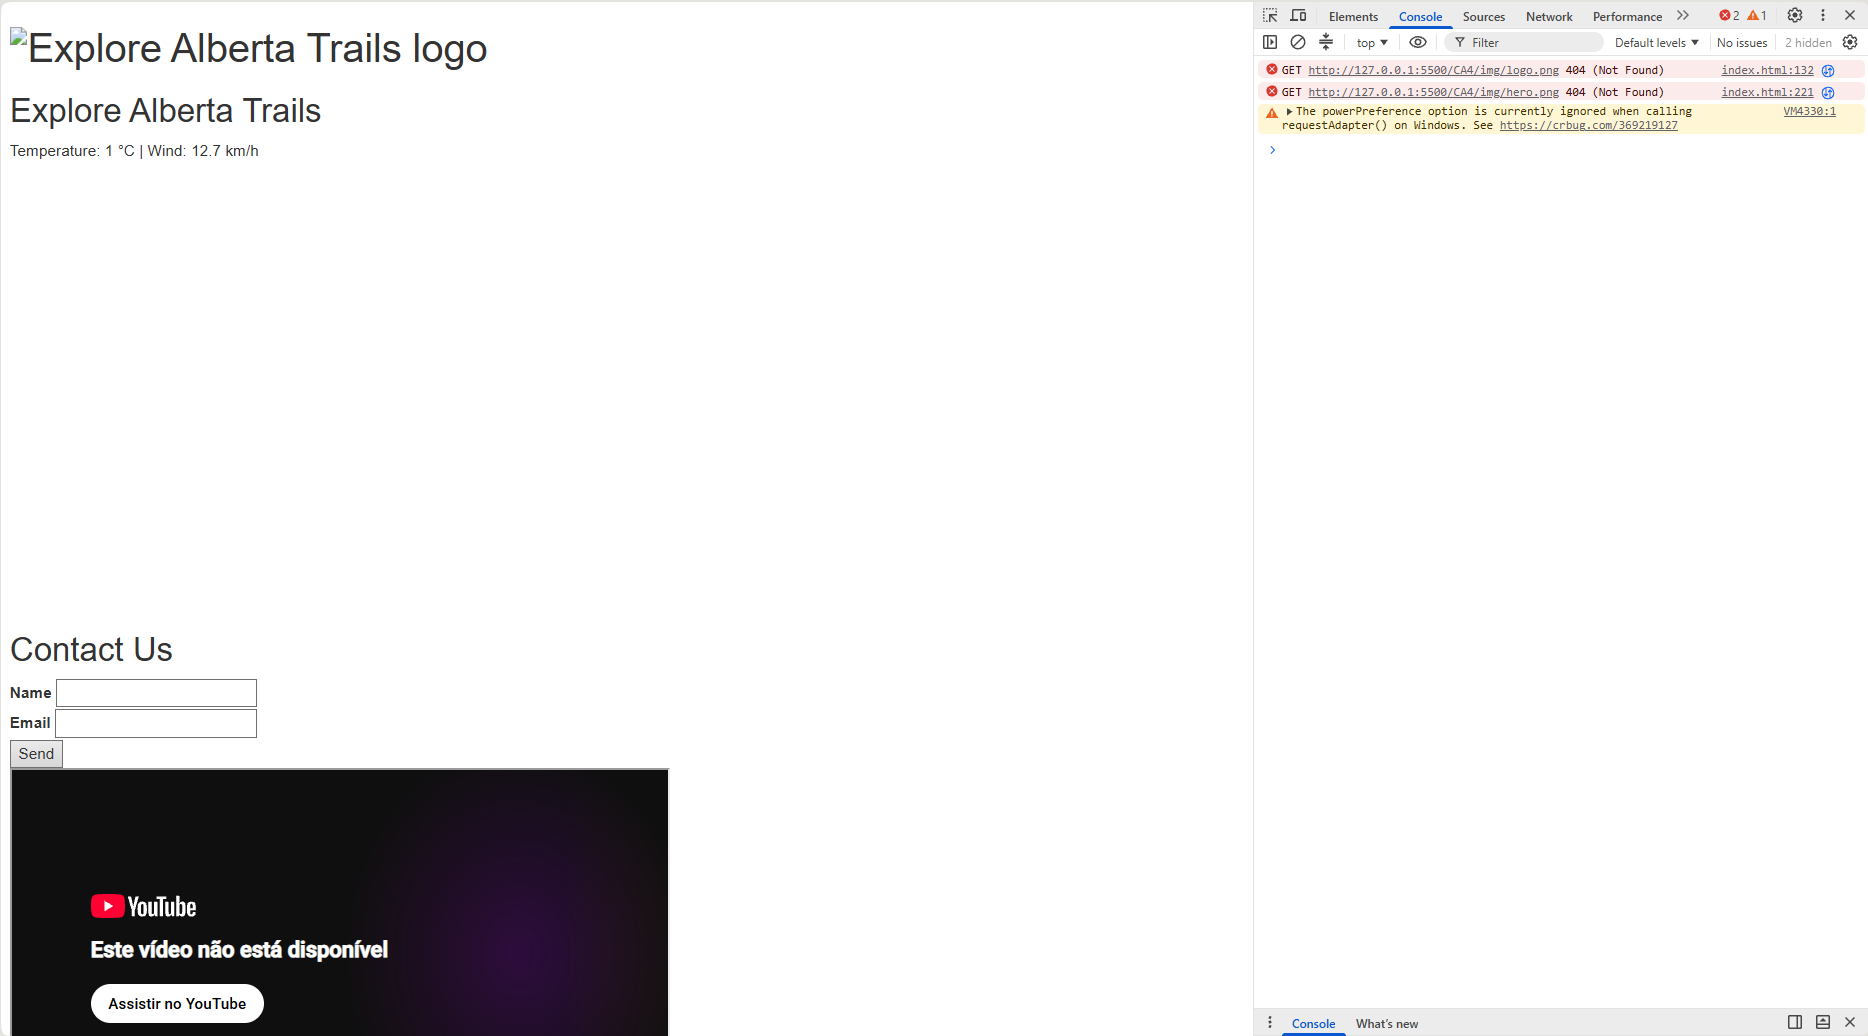 Explore Alberta Trails logo
Explore Alberta Trails
Temperature: 1 °C | Wind: 12.7 km/h
Contact Us
Name
Email
Send
YouTube
Este vídeo não está disponível
Assistir no YouTube
Elements Console Sources Network Performance 2 1
top Filter Default levels No issues 2 hidden
GET http://127.0.0.1:5500/CA4/img/logo.png 404 (Not Found) index.html:132
GET http://127.0.0.1:5500/CA4/img/hero.png 404 (Not Found) index.html:221
The powerPreference option is currently ignored when calling VM4330:1
requestAdapter() on Windows. See https://crbug.com/369219127
Console What's new